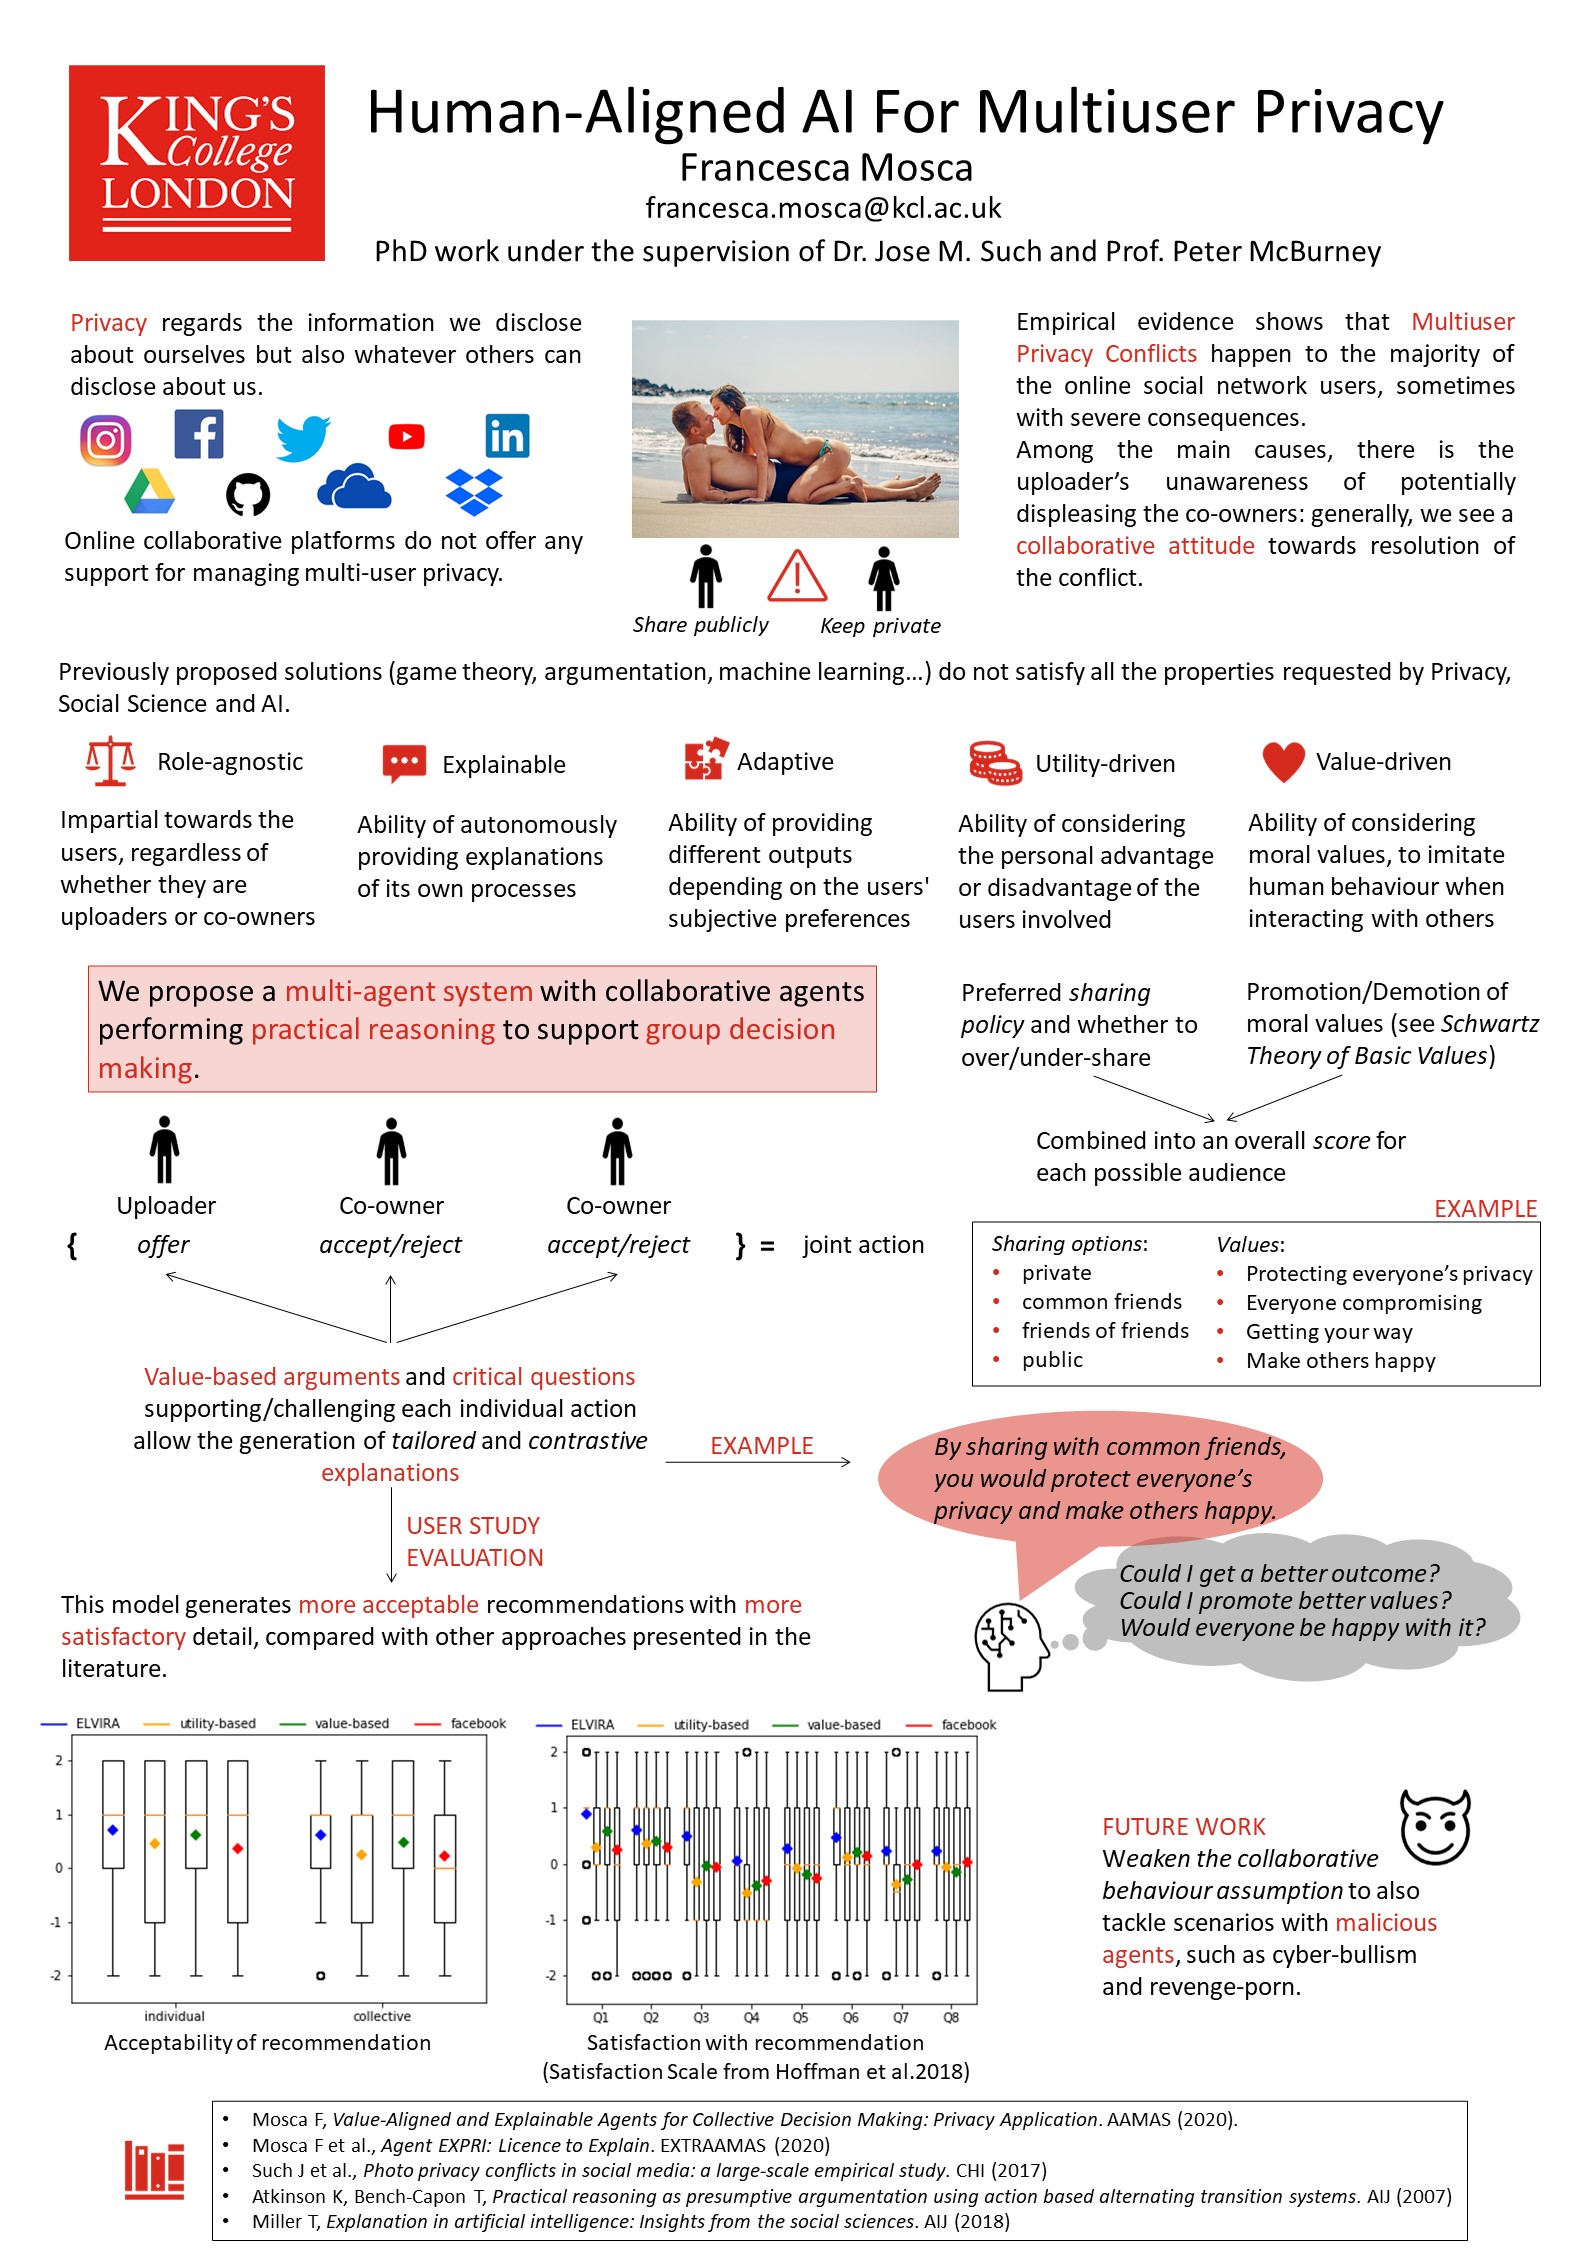 KING'S
College
LONDON
Human-Aligned AI For Multiuser Privacy
Francesca Mosca
francesca.mosca@kcl.ac.uk
PhD work under the supervision of Dr. Jose M. Such and Prof. Peter McBurney
Privacy regards the information we disclose
about ourselves but also whatever others can
disclose about us.
Online collaborative platforms do not offer any
support for managing multi-user privacy.
Share publicly
Keep private
Empirical evidence shows that Multiuser
Privacy Conflicts happen to the majority of
the online social network users, sometimes
with severe consequences.
Among the main causes, there is the
uploader's unawareness of potentially
displeasing the co-owners: generally, we see a
collaborative attitude towards resolution of
the conflict.
Previously proposed solutions (game theory, argumentation, machine learning…) do not satisfy all the properties requested by Privacy,
Social Science and AI.
Role-agnostic
Impartial towards the
users, regardless of
whether they are
uploaders or co-owners
Explainable
Ability of autonomously
providing explanations
of its own processes
Adaptive
Ability of providing
different outputs
depending on the users'
subjective preferences
Utility-driven
Ability of considering
the personal advantage
or disadvantage of the
users involved
Value-driven
Ability of considering
moral values, to imitate
human behaviour when
interacting with others
We propose a multi-agent system with collaborative agents
performing practical reasoning to support group decision
making.
Preferred sharing
policy and whether to
over/under-share
Promotion/Demotion of
moral values (see Schwartz
Theory of Basic Values)
Combined into an overall score for
each possible audience
Uploader Co-owner Co-owner
{ offer accept/reject accept/reject } = joint action
EXAMPLE
Sharing options:
• private
• common friends
• friends of friends
• public
Values:
• Protecting everyone's privacy
• Everyone compromising
• Getting your way
• Make others happy
Value-based arguments and critical questions
supporting/challenging each individual action
allow the generation of tailored and contrastive
explanations
EXAMPLE
By sharing with common friends,
you would protect everyone's
privacy and make others happy.
Could I get a better outcome?
Could I promote better values?
Would everyone be happy with it?
USER STUDY
EVALUATION
This model generates more acceptable recommendations with more
satisfactory detail, compared with other approaches presented in the
literature.
ELVIRA utility-based value-based facebook
2
1
0
-1
-2
individual collective
Acceptability of recommendation
ELVIRA utility-based value-based facebook
2
1
0
-1
-2
Q1 Q2 Q3 Q4 Q5 Q6 Q7 Q8
Satisfaction with recommendation
(Satisfaction Scale from Hoffman et al.2018)
FUTURE WORK
Weaken the collaborative
behaviour assumption to also
tackle scenarios with malicious
agents, such as cyber-bullism
and revenge-porn.
• Mosca F, Value-Aligned and Explainable Agents for Collective Decision Making: Privacy Application. AAMAS (2020).
• Mosca F et al., Agent EXPRI: Licence to Explain. EXTRAAMAS (2020)
• Such J et al., Photo privacy conflicts in social media: a large-scale empirical study. CHI (2017)
• Atkinson K, Bench-Capon T, Practical reasoning as presumptive argumentation using action based alternating transition systems. AIJ (2007)
• Miller T, Explanation in artificial intelligence: Insights from the social sciences. AIJ (2018)